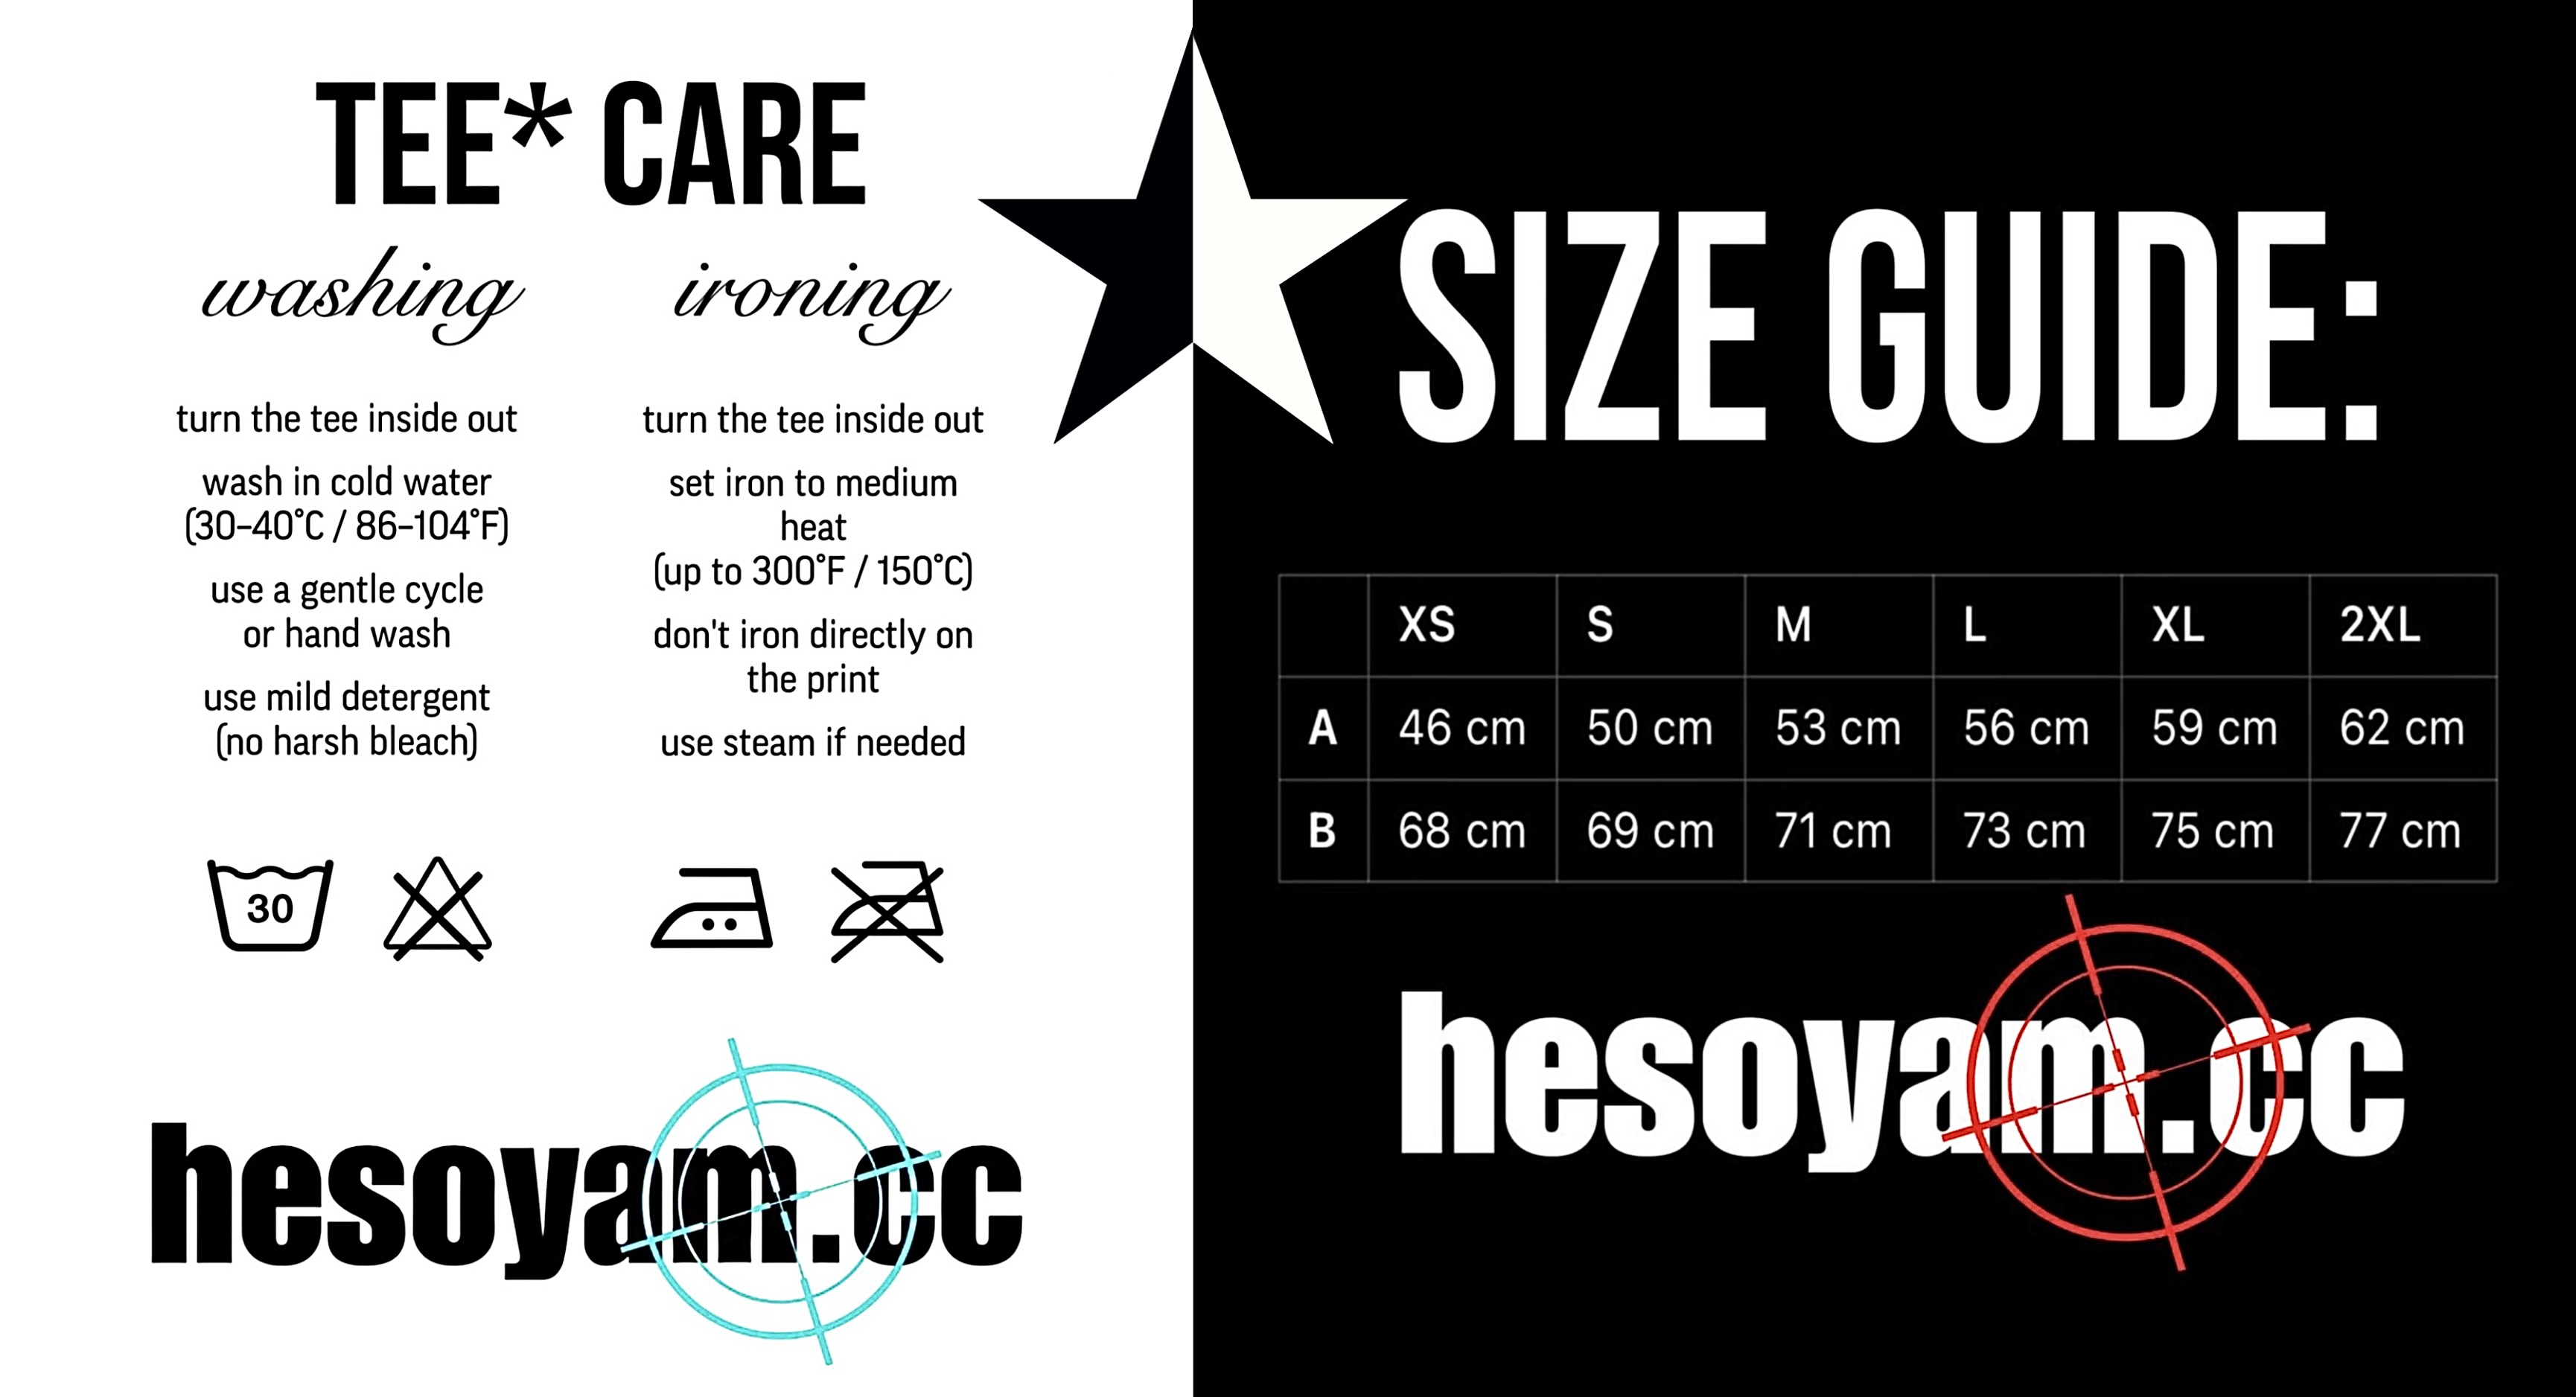 TEE* CARE
washing
turn the tee inside out
wash in cold water
(30–40°C / 86–104°F)
use a gentle cycle
or hand wash
use mild detergent
(no harsh bleach)
30
ironing
turn the tee inside out
set iron to medium
heat
(up to 300°F / 150°C)
don't iron directly on
the print
use steam if needed
hesoyam.cc
SIZE GUIDE:
XS S M L XL 2XL
A 46 cm 50 cm 53 cm 56 cm 59 cm 62 cm
B 68 cm 69 cm 71 cm 73 cm 75 cm 77 cm
hesoyam.cc